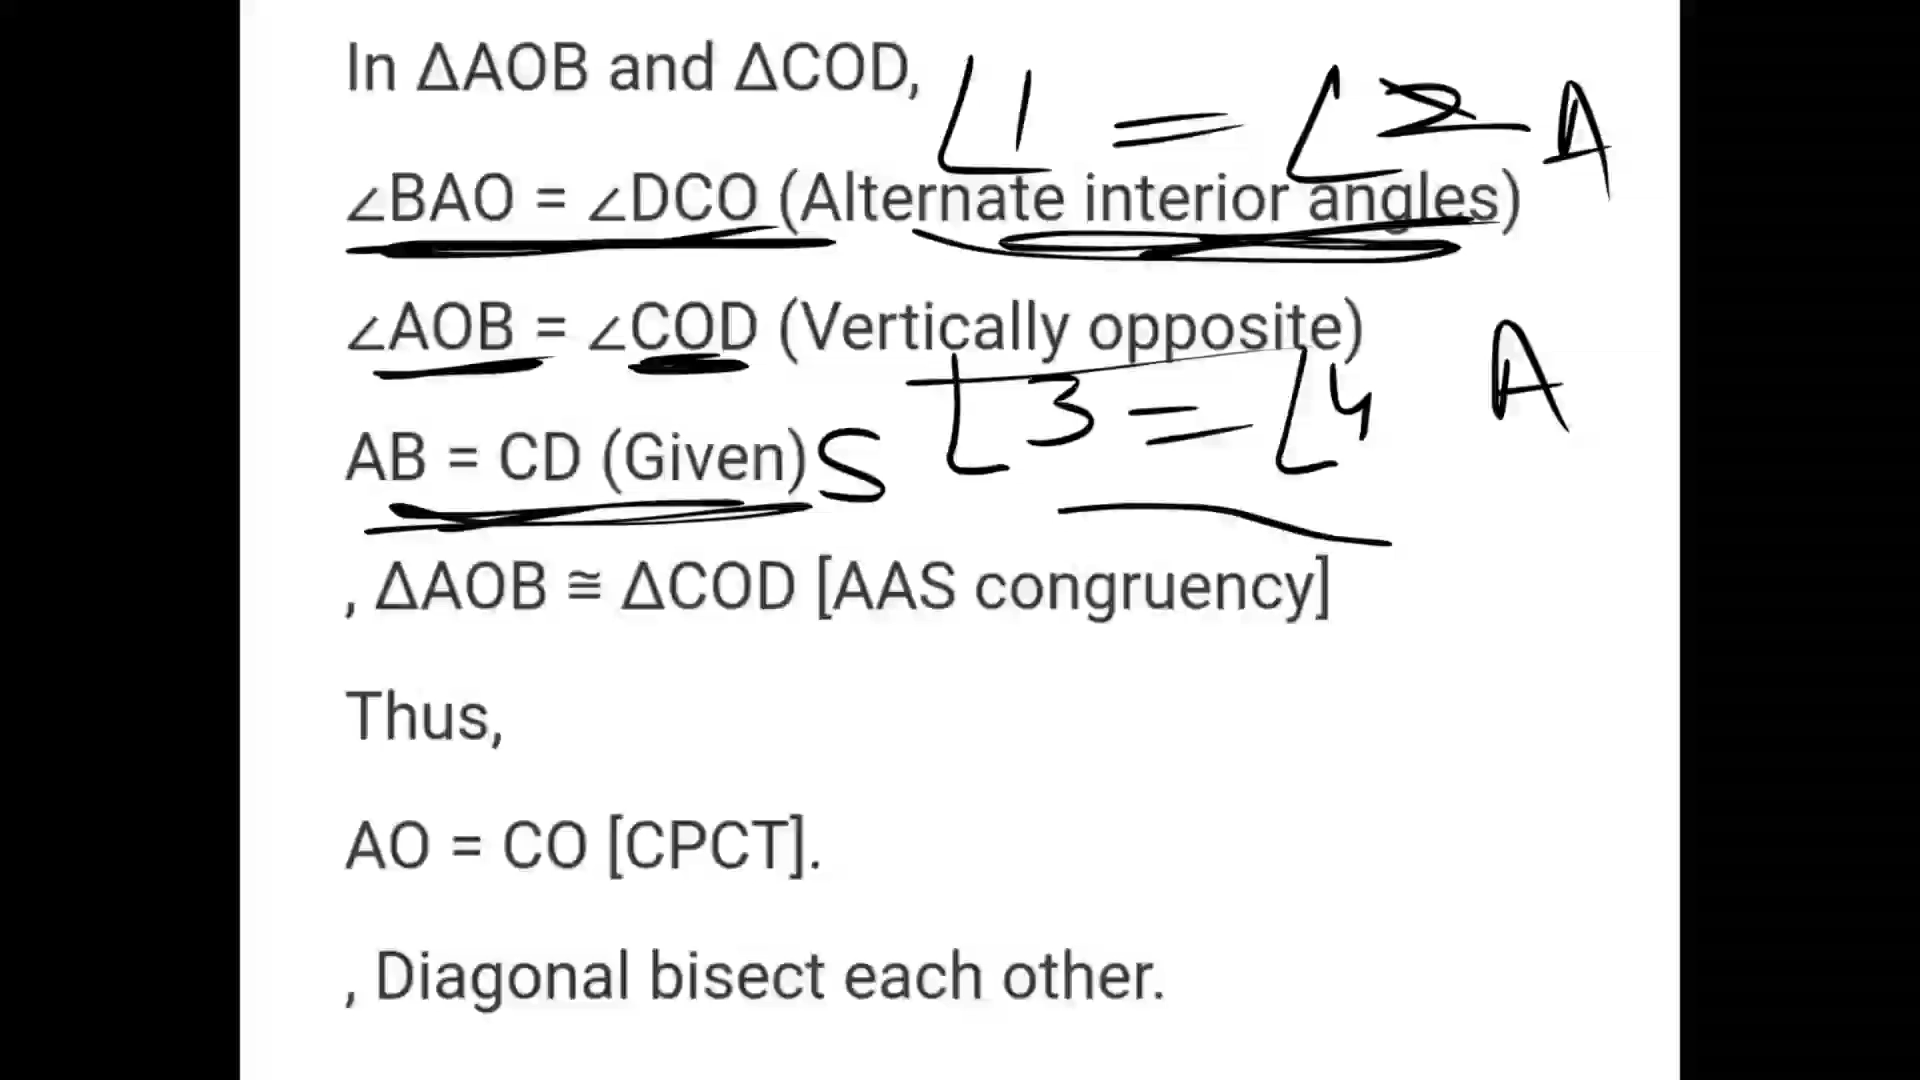 In ΔAOB and ΔCOD,
∠1 = ∠2 A
∠BAO = ∠DCO (Alternate interior angles)
∠AOB = ∠COD (Vertically opposite)
∠3 = ∠4 A
AB = CD (Given) S
, ΔAOB ≅ ΔCOD [AAS congruency]
Thus,
AO = CO [CPCT].
, Diagonal bisect each other.